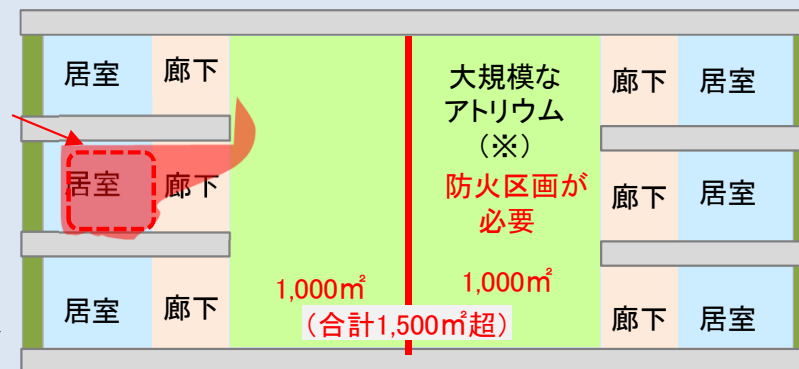 居室 廊下 大規模な 廊下 居室
アトリウム
(※)
居室 廊下 防火区画が 廊下 居室
必要
居室 廊下 1,000㎡ 1,000㎡ 廊下 居室
(合計1,500㎡超)